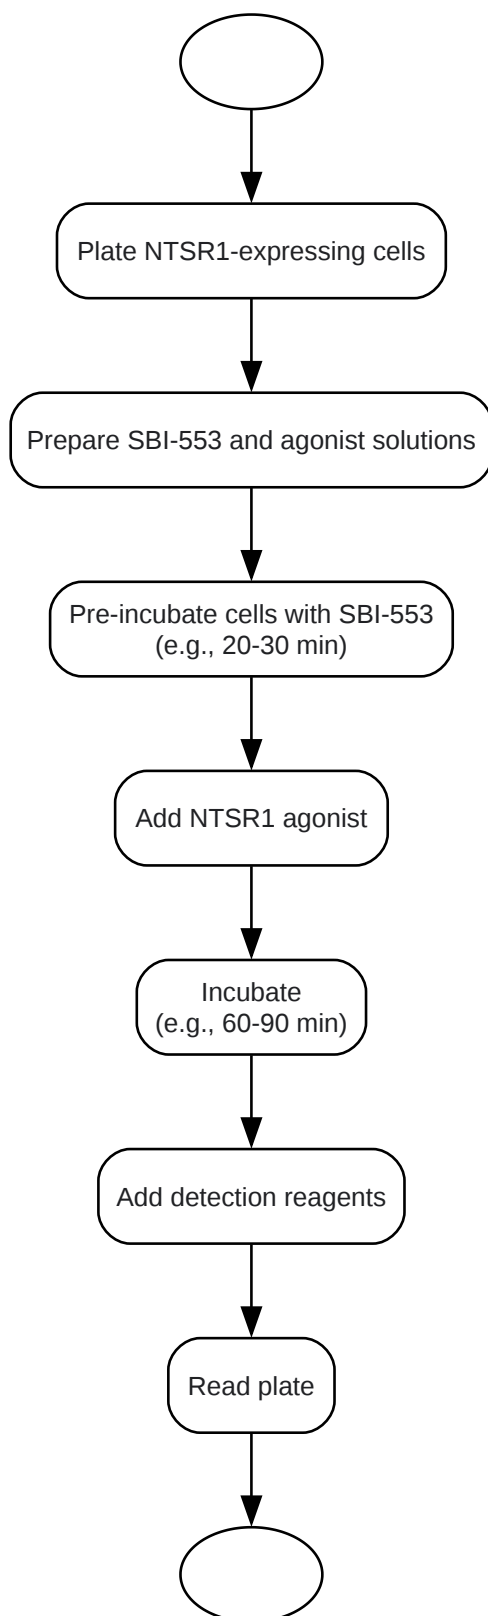 Plate NTSR1-expressing cells
Prepare SBI-553 and agonist solutions
Pre-incubate cells with SBI-553
(e.g., 20-30 min)
Add NTSR1 agonist
Incubate
(e.g., 60-90 min)
Add detection reagents
Read plate